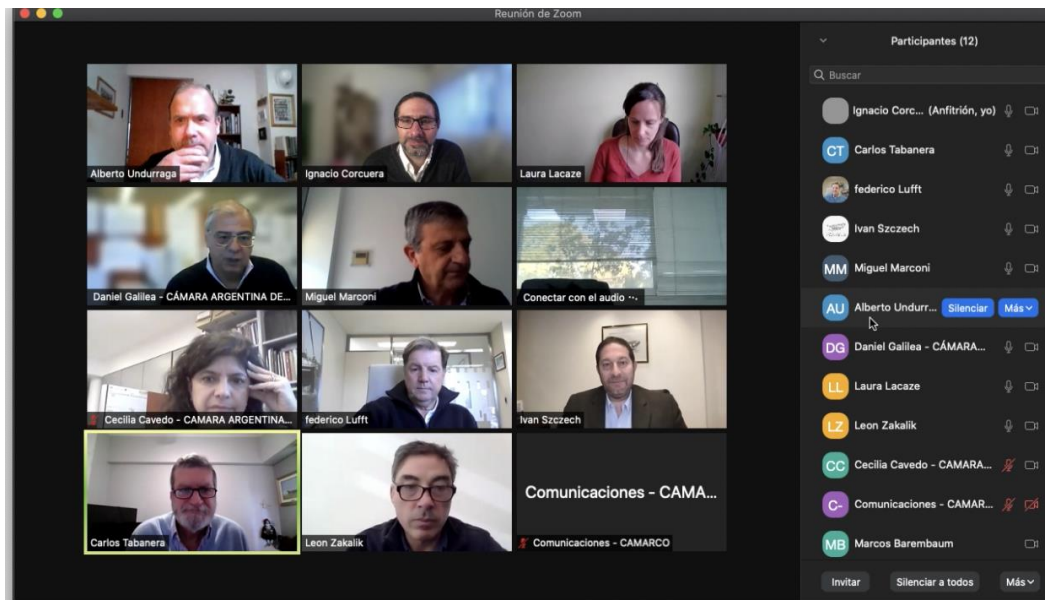 Reunión de Zoom
Alberto Undurraga
Ignacio Corcuera
Laura Lacaze
Daniel Galilea - CÁMARA ARGENTINA DE...
Miguel Marconi
Conectar con el audio ...
Cecilia Cavedo - CAMARA ARGENTINA...
federico Lufft
Ivan Szczech
Carlos Tabanera
Leon Zakalik
Comunicaciones - CAMA...
Comunicaciones - CAMARCO
Participantes (12)
Buscar
Ignacio Corc... (Anfitrión, yo)
CT Carlos Tabanera
federico Lufft
Ivan Szczech
MM Miguel Marconi
AU Alberto Undurr... Silenciar Más
DG Daniel Galilea - CÁMARA...
LL Laura Lacaze
LZ Leon Zakalik
CC Cecilia Cavedo - CAMARA...
C- Comunicaciones - CAMAR...
MB Marcos Barembaum
Invitar Silenciar a todos Más